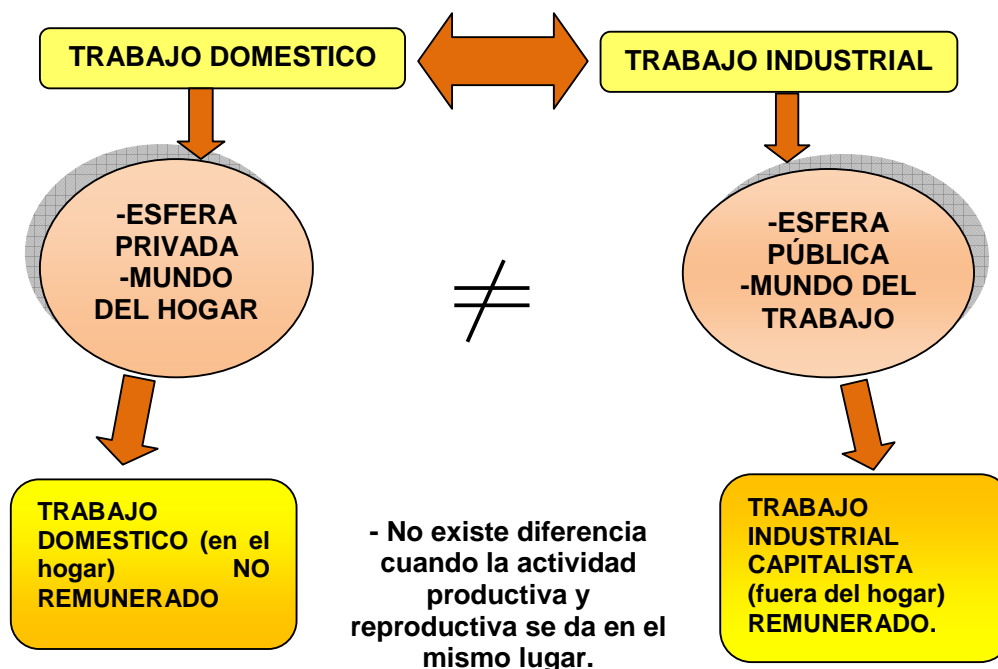 TRABAJO DOMESTICO
TRABAJO INDUSTRIAL
-ESFERA
PRIVADA
-MUNDO
DEL HOGAR
≠
-ESFERA
PÚBLICA
-MUNDO DEL
TRABAJO
TRABAJO
DOMESTICO (en el
hogar) NO
REMUNERADO
- No existe diferencia
cuando la actividad
productiva y
reproductiva se da en el
mismo lugar.
TRABAJO
INDUSTRIAL
CAPITALISTA
(fuera del hogar)
REMUNERADO.